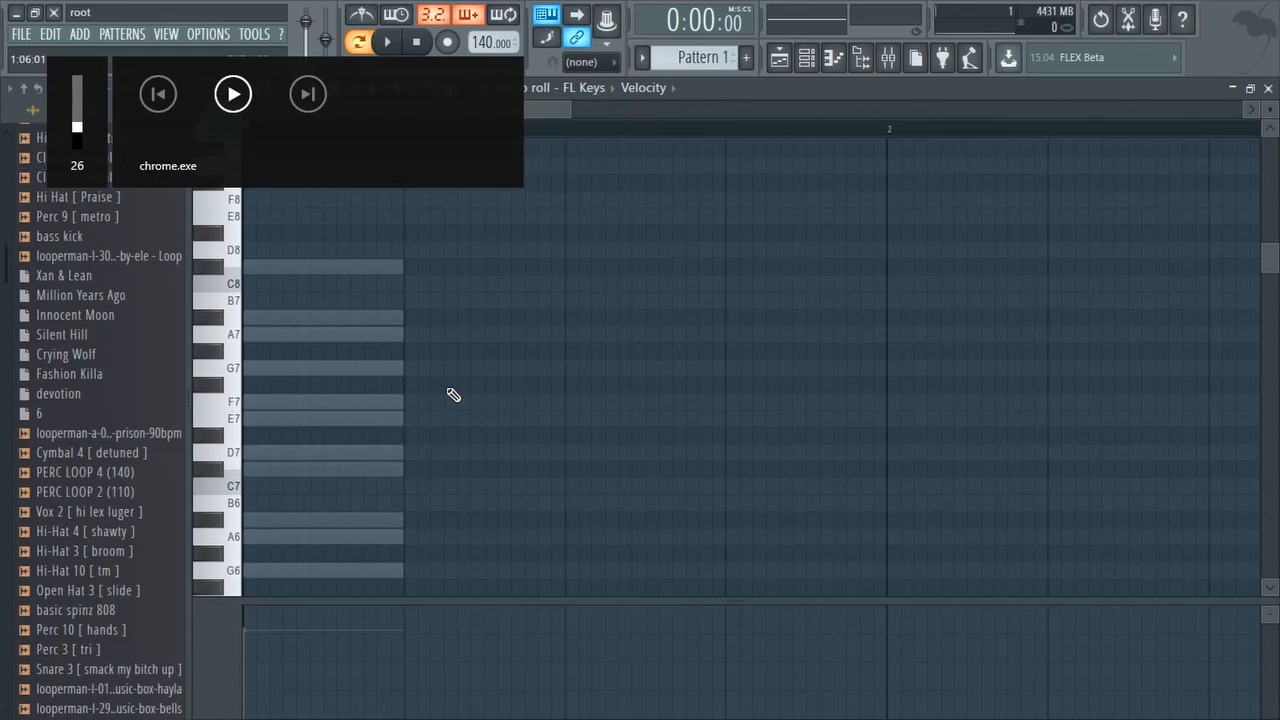 root
3.2.
1
4431 MB
0
0:00:00
M:S:CS
FILE EDIT ADD PATTERNS VIEW OPTIONS TOOLS ?
140.000
1:06:01
(none)
Pattern 1
15.04 FLEX Beta
roll - FL Keys
Velocity
26
chrome.exe
2
Hi
Cl
Cl
Hi Hat [ Praise ]
Perc 9 [ metro ]
bass kick
looperman-l-30..-by-ele - Loop
Xan & Lean
Million Years Ago
Innocent Moon
Silent Hill
Crying Wolf
Fashion Killa
devotion
6
looperman-a-0..-prison-90bpm
Cymbal 4 [ detuned ]
PERC LOOP 4 (140)
PERC LOOP 2 (110)
Vox 2 [ hi lex luger ]
Hi-Hat 4 [ shawty ]
Hi-Hat 3 [ broom ]
Hi-Hat 10 [ tm ]
Open Hat 3 [ slide ]
basic spinz 808
Perc 10 [ hands ]
Perc 3 [ tri ]
Snare 3 [ smack my bitch up ]
looperman-l-01..usic-box-hayla
looperman-l-29..usic-box-bells
F8
E8
D8
C8
B7
A7
G7
F7
E7
D7
C7
B6
A6
G6